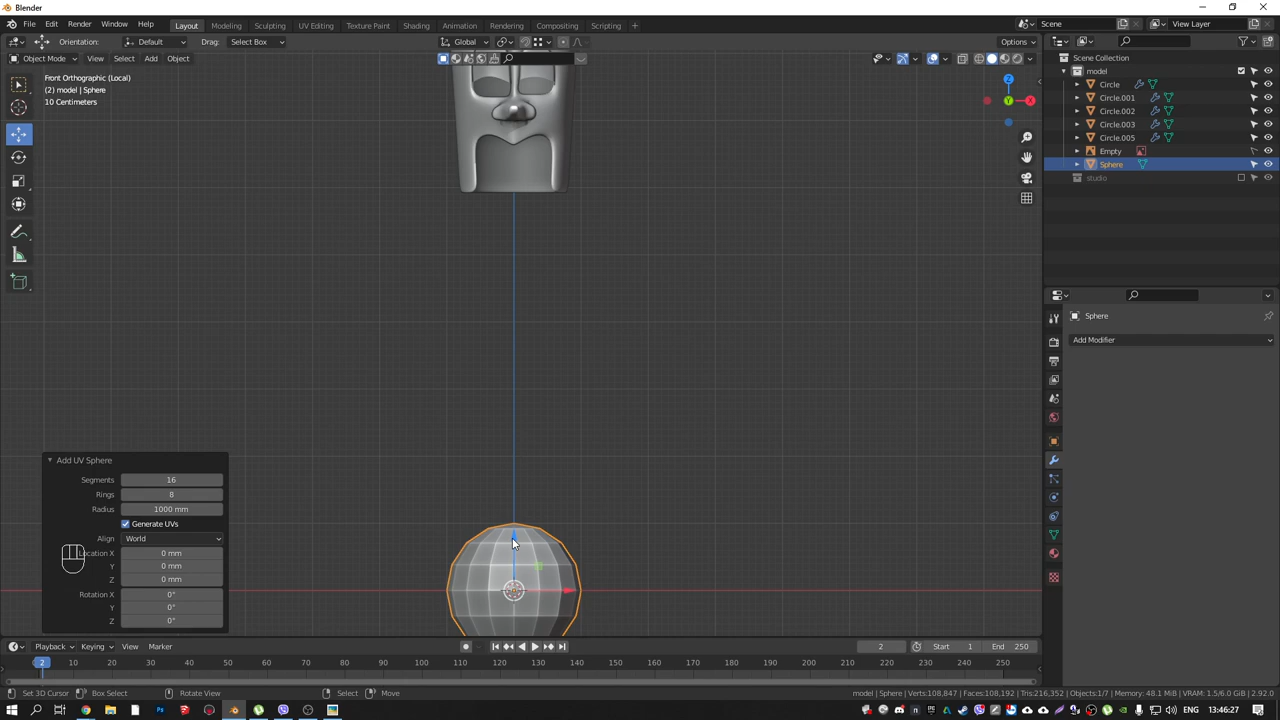 Blender
File Edit Render Window Help Layout Modeling Sculpting UV Editing Texture Paint Shading Animation Rendering Compositing Scripting + Scene View Layer
Orientation: Default Drag: Select Box Global Options
Object Mode View Select Add Object
Front Orthographic (Local)
(2) model | Sphere
10 Centimeters
Z
Y
X
Scene Collection
model
Circle
Circle.001
Circle.002
Circle.003
Circle.005
Empty
Sphere
studio
Sphere
Add Modifier
Add UV Sphere
Segments 16
Rings 8
Radius 1000 mm
Generate UVs
Align World
Location X 0 mm
Y 0 mm
Z 0 mm
Rotation X 0°
Y 0°
Z 0°
Playback Keying View Marker 2 Start 1 End 250
2 10 20 30 40 50 60 70 80 90 100 110 120 130 140 150 160 170 180 190 200 210 220 230 240 250
Set 3D Cursor Box Select Rotate View Select Move model | Sphere | Verts:108,847 | Faces:108,192 | Tris:216,352 | Objects:1/7 | Memory: 48.1 MiB | VRAM: 1.5/6.0 GiB | 2.92.0
ENG 13:46:27